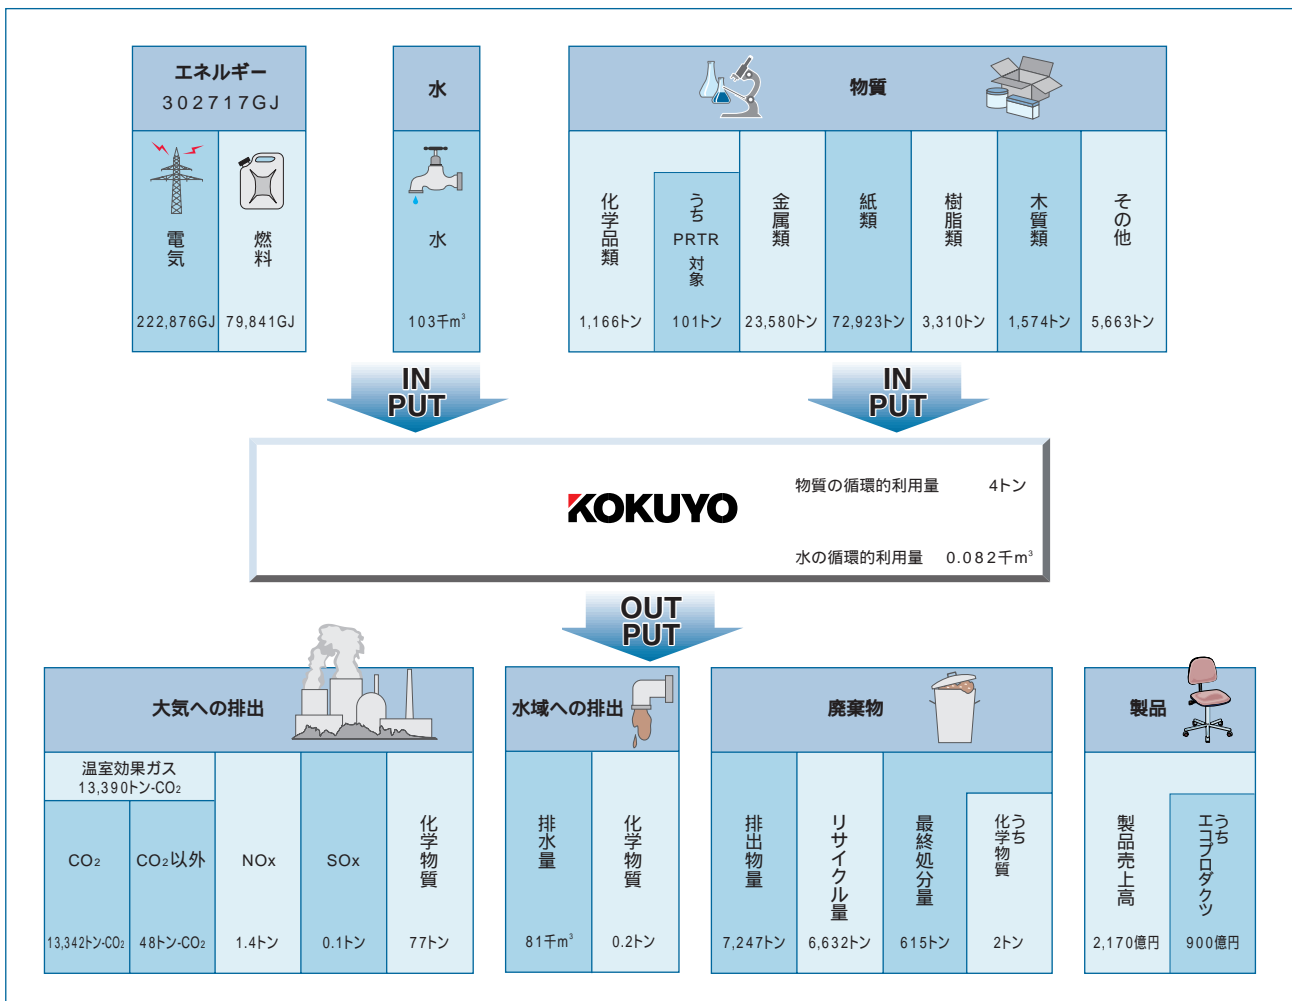 エネルギー
302717GJ
電気
222,876GJ
燃料
79,841GJ
水
水
103千m³
物質
化学品類
1,166トン
うち
PRTR
対象
101トン
金属類
23,580トン
紙類
72,923トン
樹脂類
3,310トン
木質類
1,574トン
その他
5,663トン
IN
PUT
IN
PUT
KOKUYO
物質の循環的利用量 4トン
水の循環的利用量 0.082千m³
OUT
PUT
大気への排出
温室効果ガス
13,390トン-CO₂
CO₂
13,342トン-CO₂
CO₂以外
48トン-CO₂
NOx
1.4トン
SOx
0.1トン
化学物質
77トン
水域への排出
排水量
81千m³
化学物質
0.2トン
廃棄物
排出物量
7,247トン
リサイクル量
6,632トン
最終処分量
615トン
うち
化学物質
2トン
製品
製品売上高
2,170億円
うち
エコプロダクツ
900億円